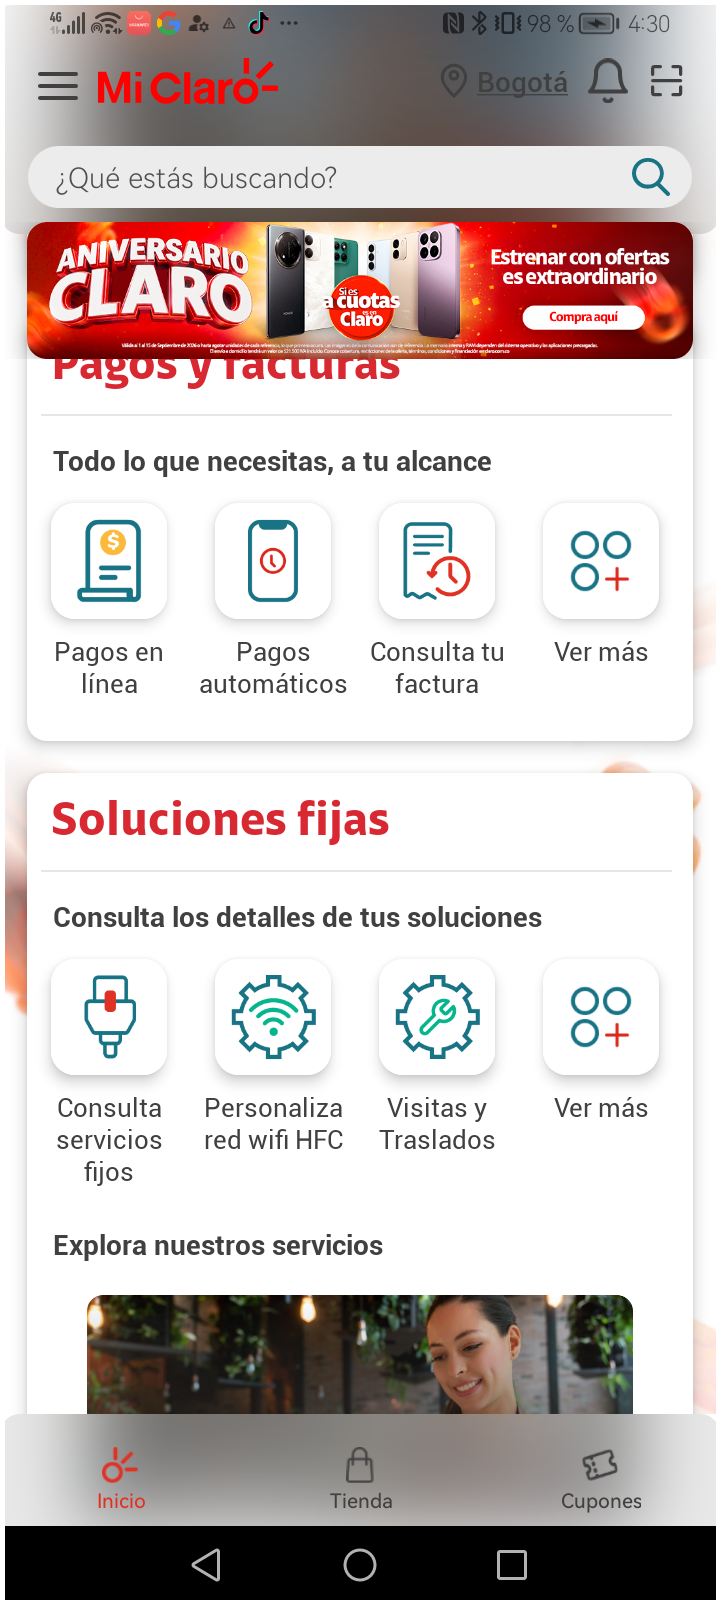 4G 98 % 4:30
Mi Claro Bogotá
¿Qué estás buscando?
ANIVERSARIO
CLARO
Si es
a cuotas
es en
Claro
Estrenar con ofertas
es extraordinario
Compra aquí
Pagos y facturas
Todo lo que necesitas, a tu alcance
Pagos en
línea
Pagos
automáticos
Consulta tu
factura
Ver más
Soluciones fijas
Consulta los detalles de tus soluciones
Consulta
servicios
fijos
Personaliza
red wifi HFC
Visitas y
Traslados
Ver más
Explora nuestros servicios
Inicio
Tienda
Cupones